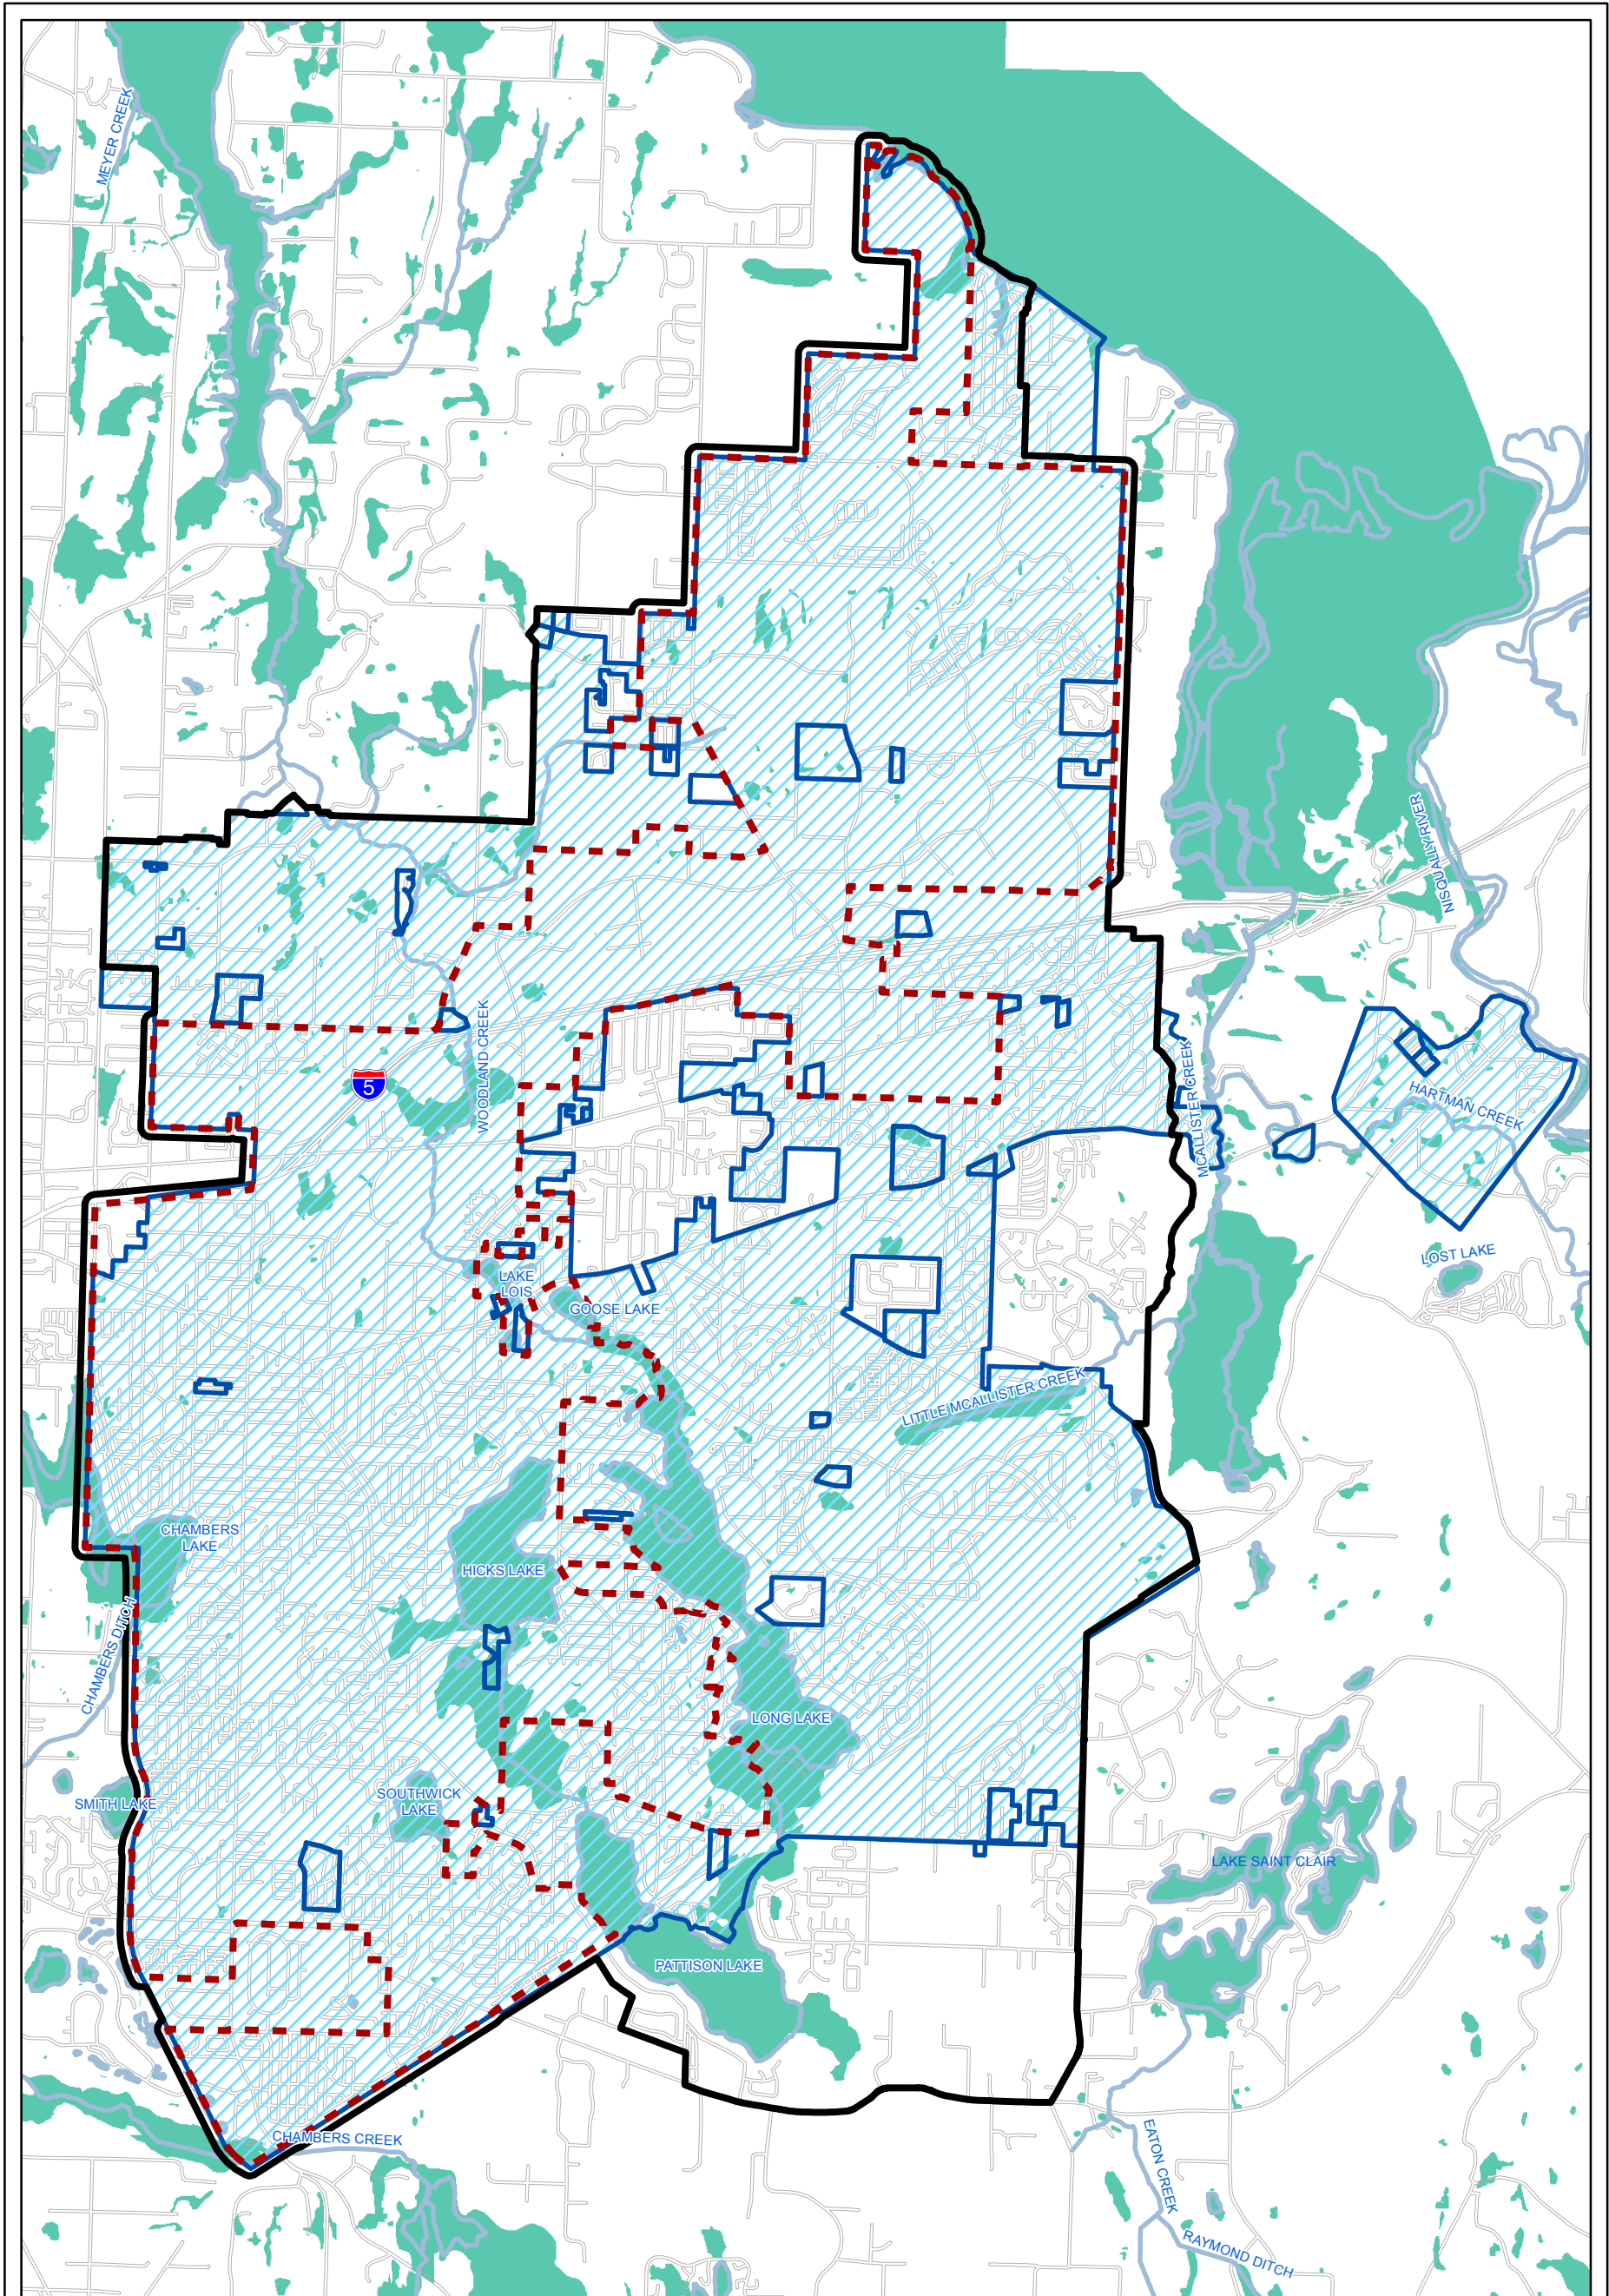 MEYER CREEK
NISQUALLY RIVER
WOODLAND CREEK
5
MCALLISTER CREEK
HARTMAN CREEK
LOST LAKE
LAKE
LOIS
GOOSE LAKE
LITTLE MCALLISTER CREEK
CHAMBERS
LAKE
HICKS LAKE
CHAMBERS DITCH
LONG LAKE
SMITH LAKE
SOUTHWICK
LAKE
LAKE SAINT CLAIR
PATTISON LAKE
CHAMBERS CREEK
EATON CREEK
RAYMOND DITCH